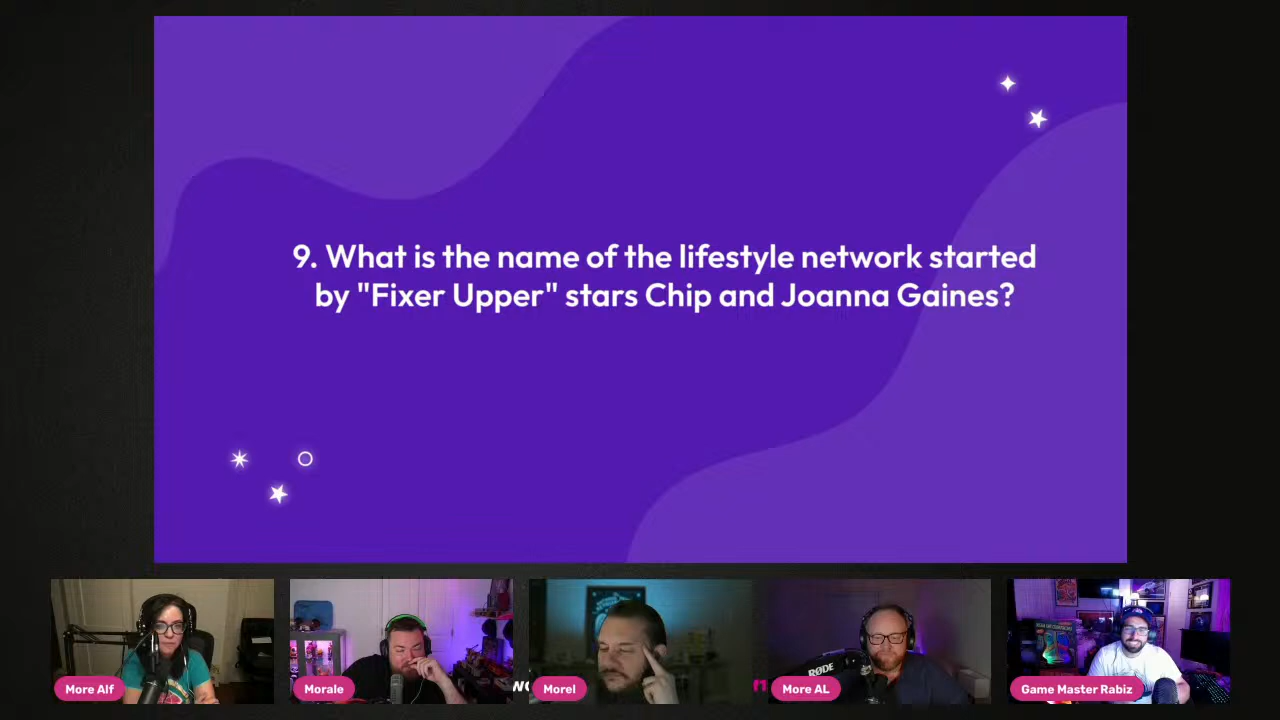 9. What is the name of the lifestyle network started
by "Fixer Upper" stars Chip and Joanna Gaines?
RØDE
More Alf
Morale
Morel
More AL
Game Master Rabiz